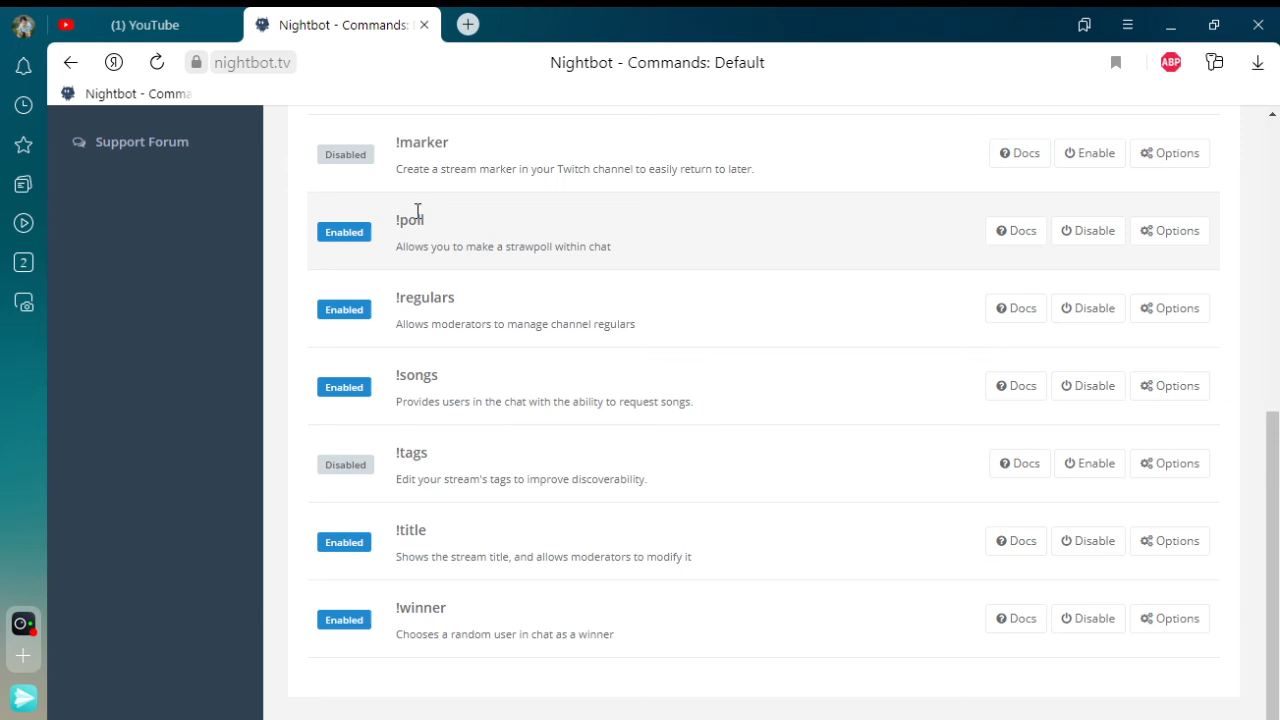 (1) YouTube
Nightbot - Commands:
nightbot.tv
Nightbot - Commands: Default
ABP
Nightbot - Comma
2
Support Forum
Disabled
!marker
Create a stream marker in your Twitch channel to easily return to later.
Docs
Enable
Options
Enabled
!poll
Allows you to make a strawpoll within chat
Docs
Disable
Options
Enabled
!regulars
Allows moderators to manage channel regulars
Docs
Disable
Options
Enabled
!songs
Provides users in the chat with the ability to request songs.
Docs
Disable
Options
Disabled
!tags
Edit your stream's tags to improve discoverability.
Docs
Enable
Options
Enabled
!title
Shows the stream title, and allows moderators to modify it
Docs
Disable
Options
Enabled
!winner
Chooses a random user in chat as a winner
Docs
Disable
Options